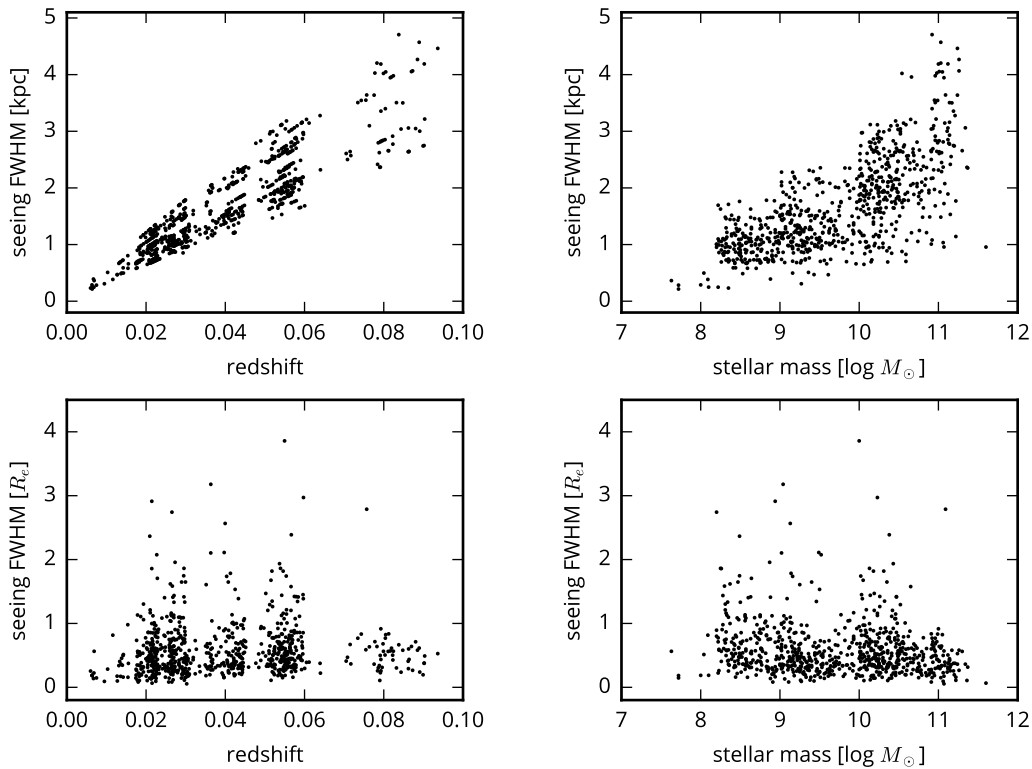 5
4
3
2
1
0
seeing FWHM [kpc]
0.00 0.02 0.04 0.06 0.08 0.10
redshift
5
4
3
2
1
0
seeing FWHM [kpc]
7 8 9 10 11 12
stellar mass [log M⊙]
4
3
2
1
0
seeing FWHM [Re]
0.00 0.02 0.04 0.06 0.08 0.10
redshift
4
3
2
1
0
seeing FWHM [Re]
7 8 9 10 11 12
stellar mass [log M⊙]